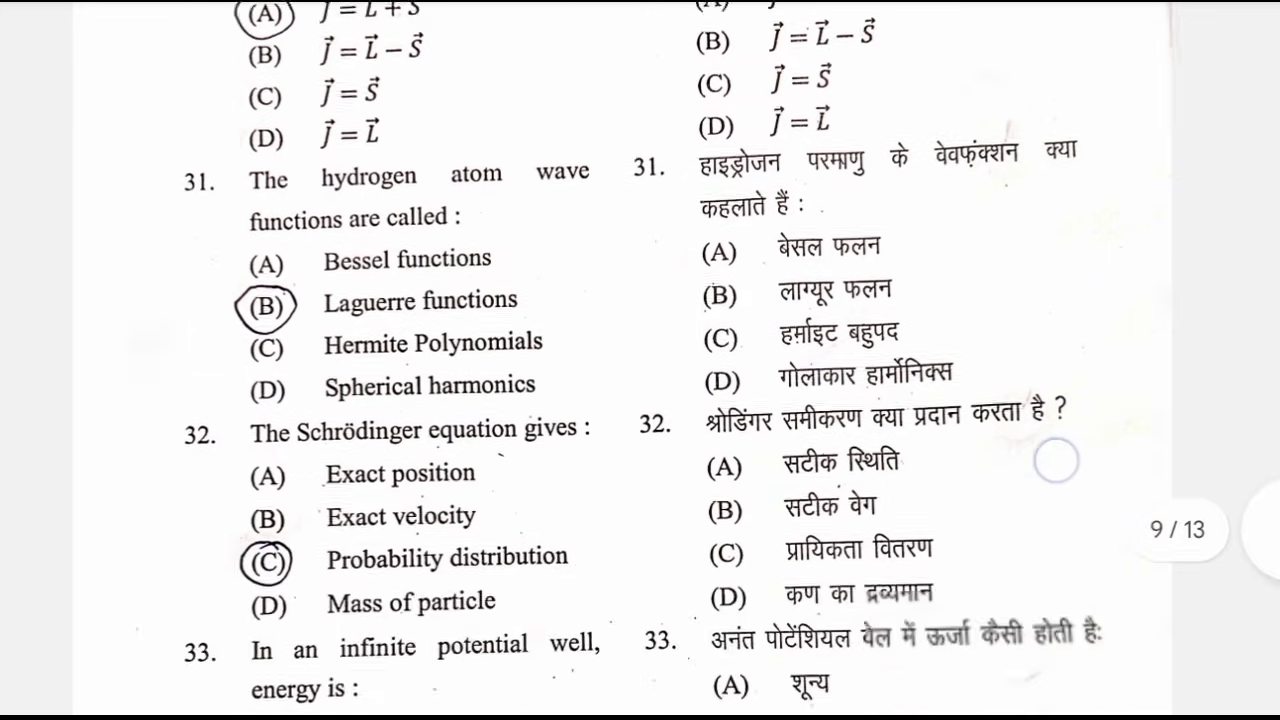 (A) J⃗ = L⃗ + S⃗
(B) J⃗ = L⃗ – S⃗
(C) J⃗ = S⃗
(D) J⃗ = L⃗
31. The hydrogen atom wave
functions are called :
(A) Bessel functions
(B) Laguerre functions
(C) Hermite Polynomials
(D) Spherical harmonics
32. The Schrödinger equation gives :
(A) Exact position
(B) Exact velocity
(C) Probability distribution
(D) Mass of particle
33. In an infinite potential well,
energy is :
(B) J⃗ = L⃗ – S⃗
(C) J⃗ = S⃗
(D) J⃗ = L⃗
31. हाइड्रोजन परमाणु के वेवफ़ंक्शन क्या
कहलाते हैं :
(A) बेसल फलन
(B) लाग्यूर फलन
(C) हर्माइट बहुपद
(D) गोलाकार हार्मोनिक्स
32. श्रोडिंगर समीकरण क्या प्रदान करता है ?
(A) सटीक स्थिति
(B) सटीक वेग
(C) प्रायिकता वितरण
(D) कण का द्रव्यमान
33. अनंत पोटेंशियल वेल में ऊर्जा कैसी होती है:
(A) शून्य
9 / 13